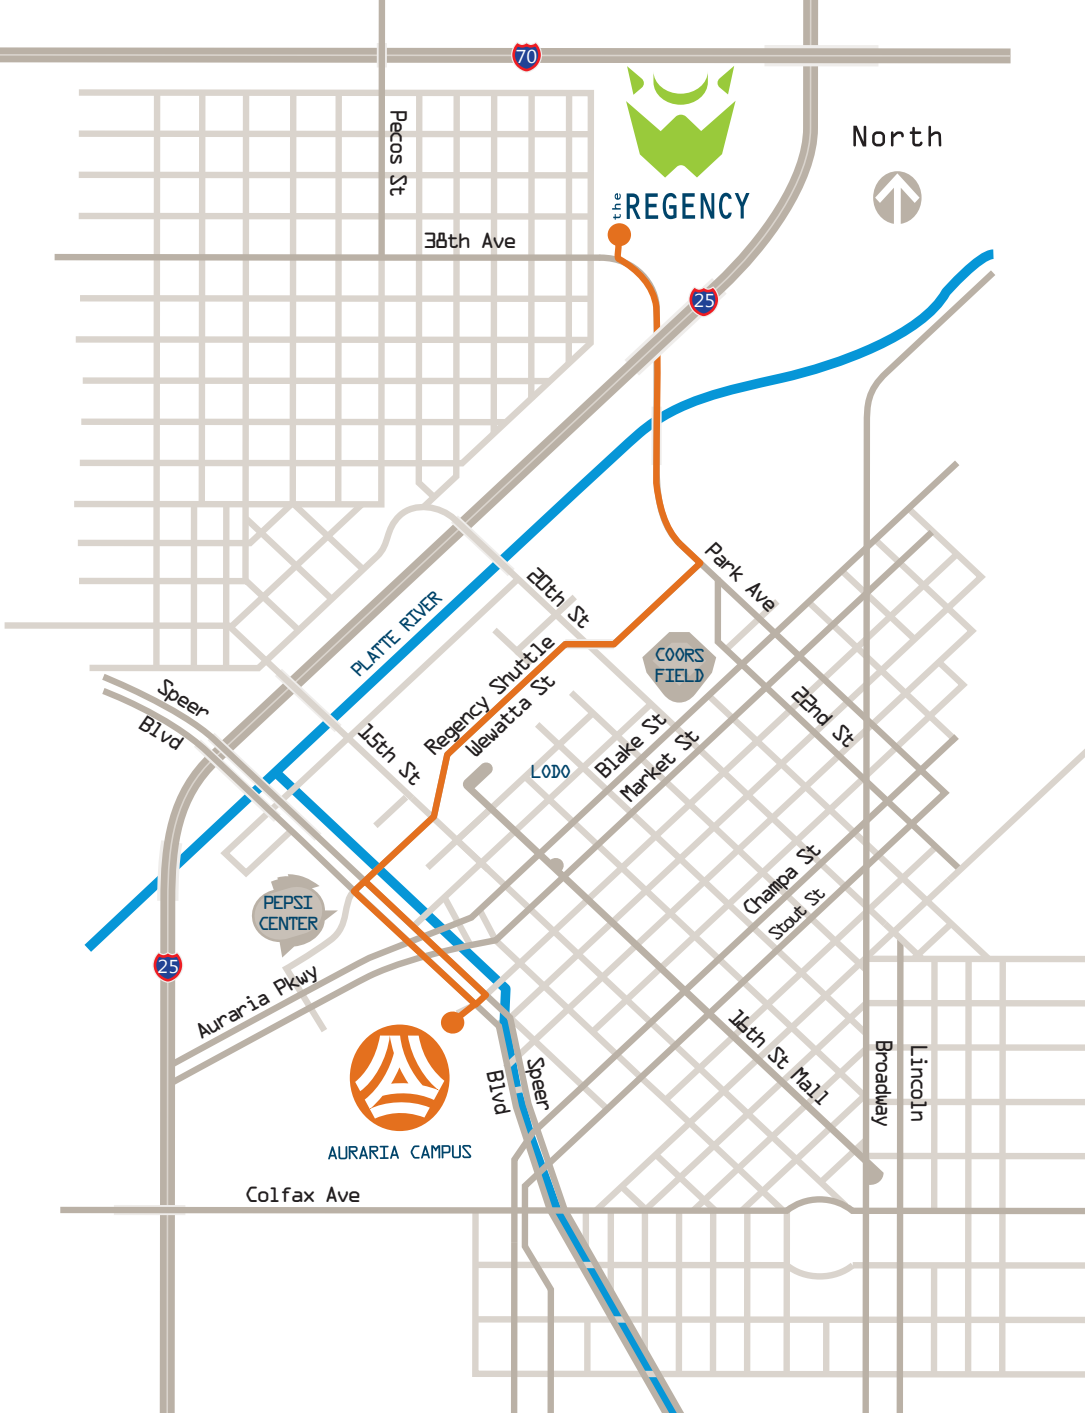 70
Pecos St
North
the REGENCY
38th Ave
25
PLATTE RIVER
20th St
Park Ave
COORS
FIELD
Speer
Blvd
Regency Shuttle
Wewatta St
15th St
22nd St
Blake St
Market St
LODO
Champa St
Stout St
PEPSI
CENTER
25
Auraria Pkwy
16th St Mall
Broadway
Lincoln
Speer
Blvd
AURARIA CAMPUS
Colfax Ave